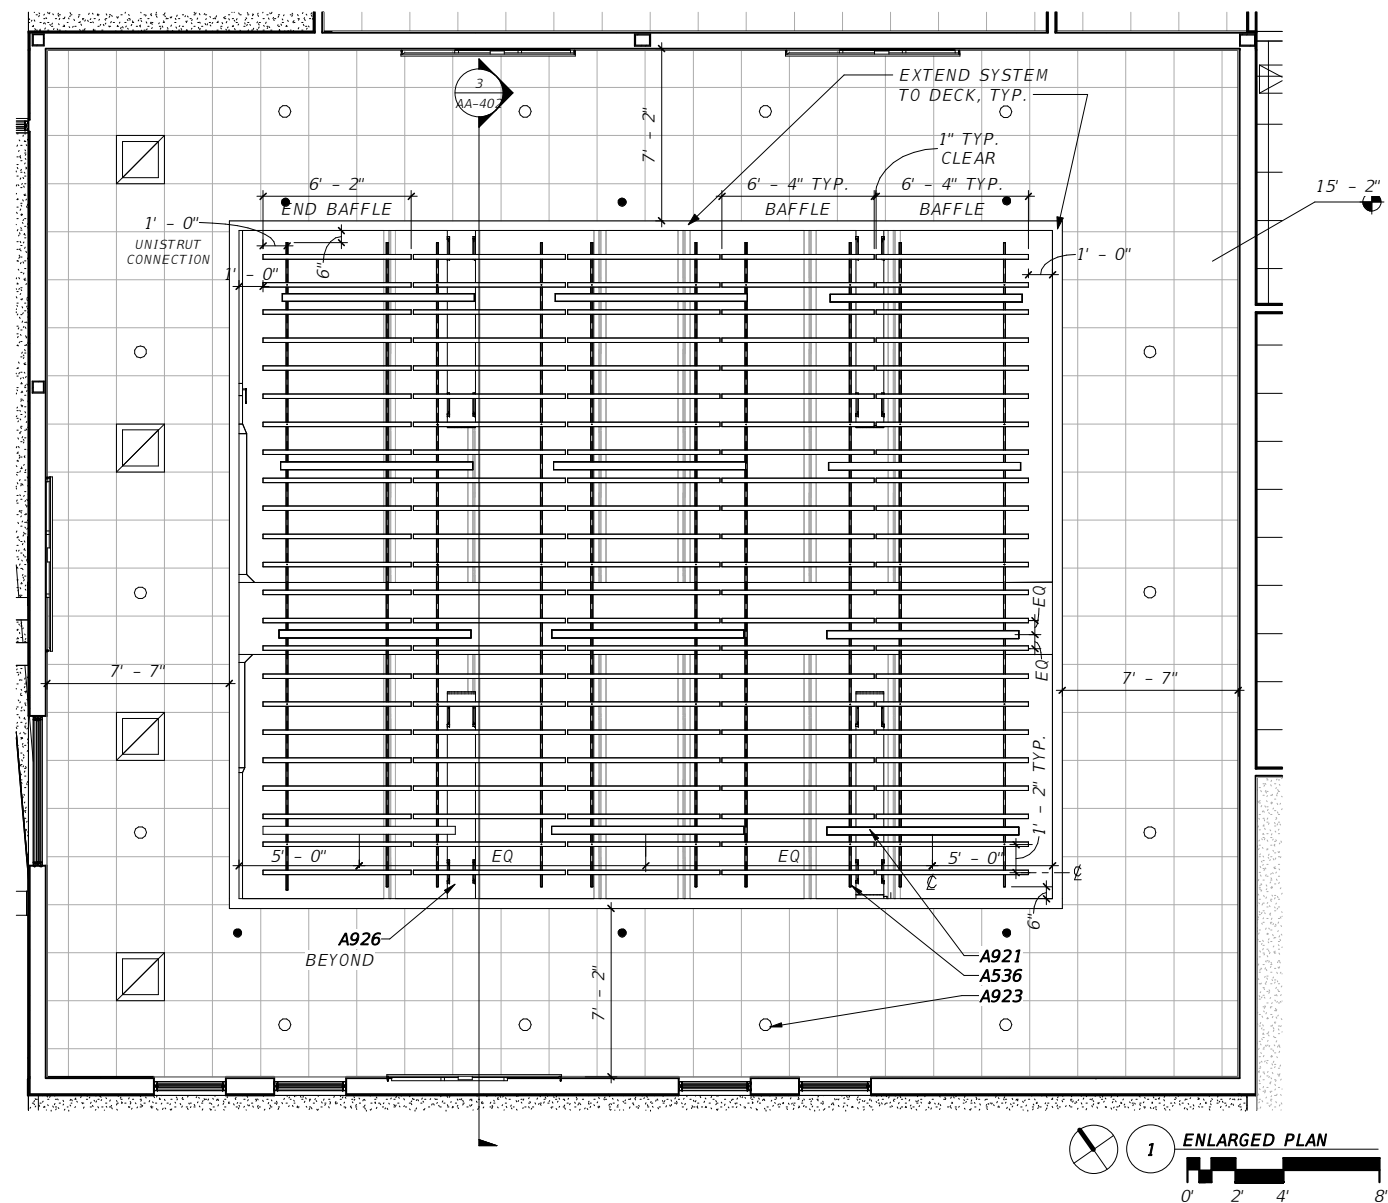 3
AA-402
7' - 2"
EXTEND SYSTEM
TO DECK, TYP.
1" TYP.
CLEAR
6' - 2"
END BAFFLE
6' - 4" TYP.
BAFFLE
6' - 4" TYP.
BAFFLE
15' - 2"
1' - 0"
UNISTRUT
CONNECTION
6"
1' - 0"
1' - 0"
EQ
EQ
7' - 7"
7' - 7"
1' - 2" TYP.
5' - 0"
EQ
EQ
5' - 0"
℄
℄
6"
A926
BEYOND
A921
A536
A923
7' - 2"
1
ENLARGED PLAN
0'
2'
4'
8'